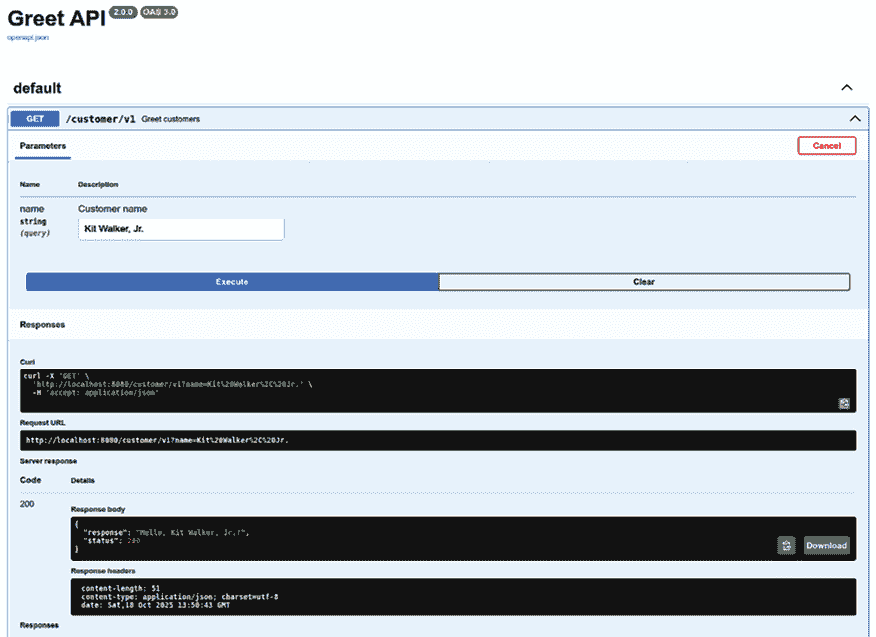 Greet API 2.0.0 OAS 3.0
openapi.json
default
GET /customer/v1 Greet customers
Parameters Cancel
Name Description
name Customer name
string Kit Walker, Jr.
(query)
Execute Clear
Responses
Curl
curl -X 'GET' \
'http://localhost:8080/customer/v1?name=Kit%20Walker%2C%20Jr.' \
-H 'accept: application/json'
Request URL
http://localhost:8080/customer/v1?name=Kit%20Walker%2C%20Jr.
Server response
Code Details
200
Response body
{
"response": "Hello, Kit Walker, Jr.!",
"status": 200
}
Download
Response headers
content-length: 51
content-type: application/json; charset=utf-8
date: Sat,18 Oct 2025 13:50:43 GMT
Responses